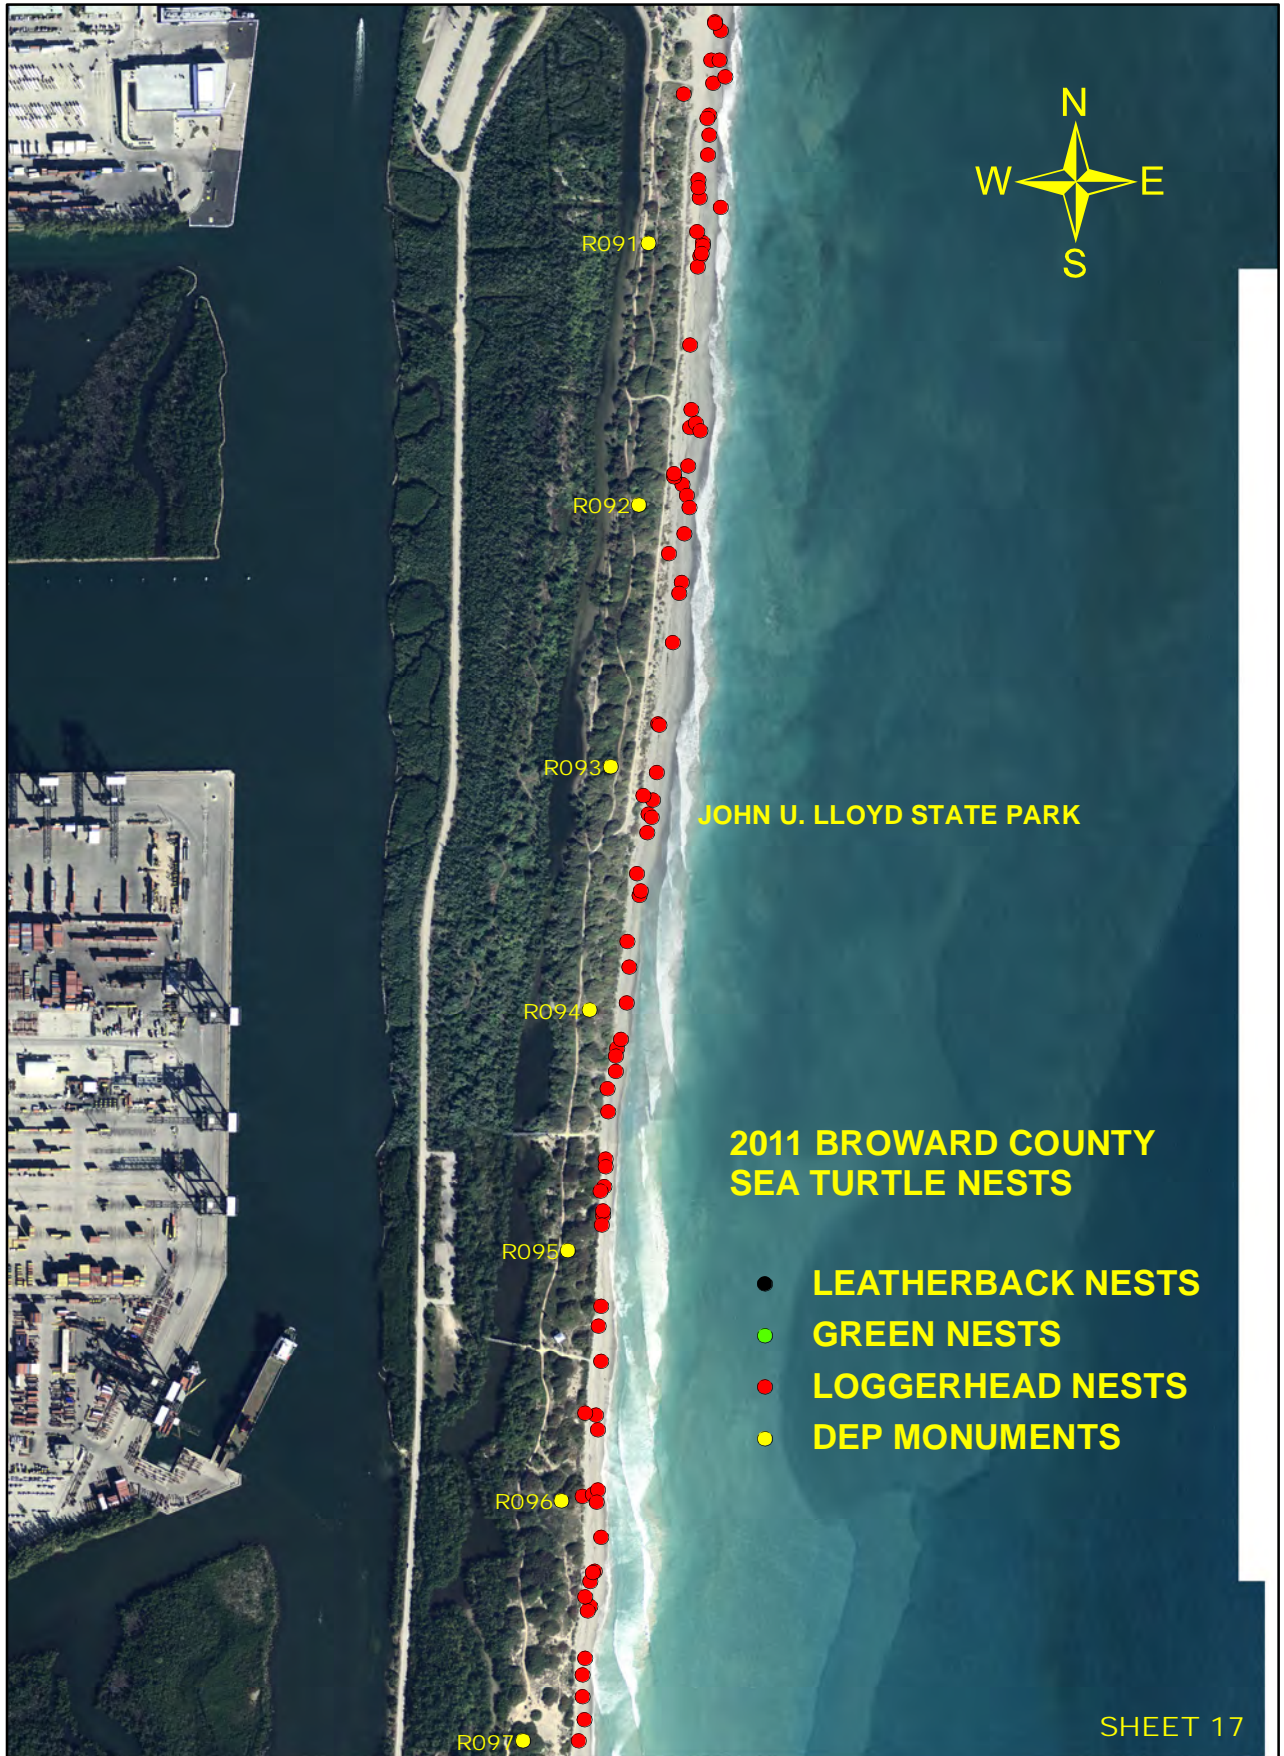 N
W E
S
R091
R092
R093
JOHN U. LLOYD STATE PARK
R094
2011 BROWARD COUNTY
SEA TURTLE NESTS
R095
LEATHERBACK NESTS
GREEN NESTS
LOGGERHEAD NESTS
DEP MONUMENTS
R096
SHEET 17
R097